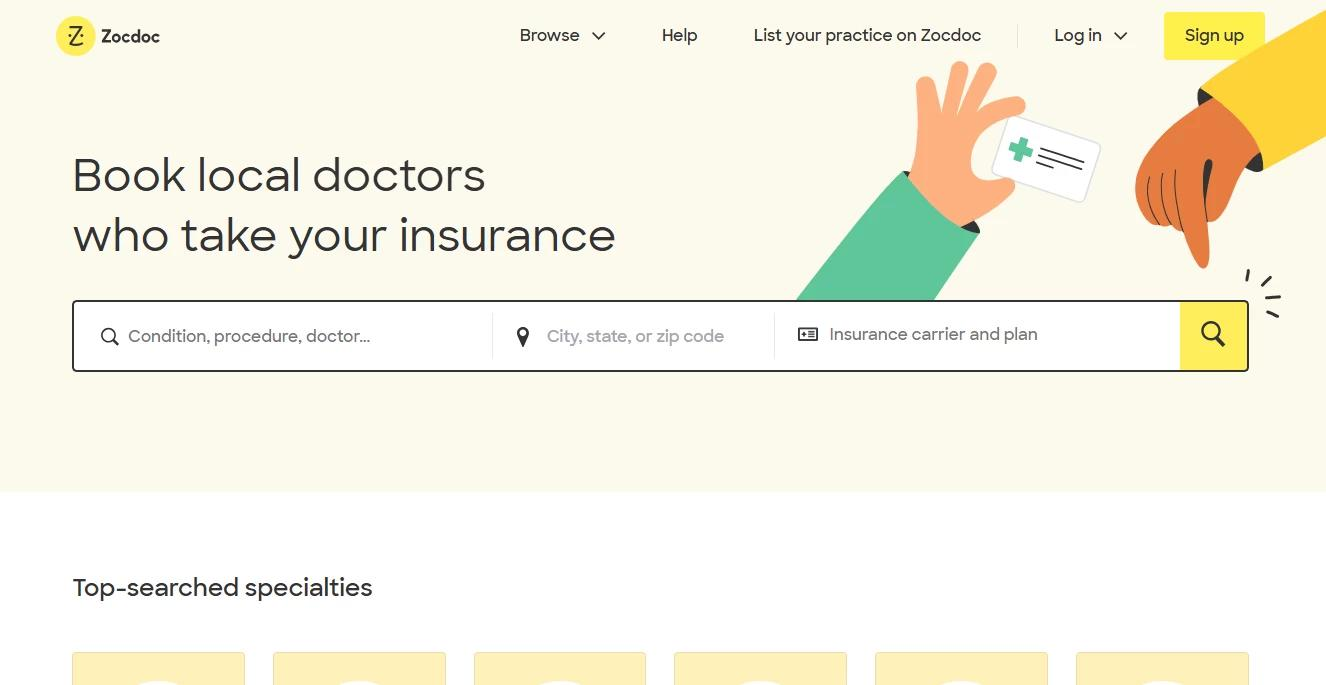 Zocdoc
Browse
Help
List your practice on Zocdoc
Log in
Sign up
Book local doctors
who take your insurance
Condition, procedure, doctor...
City, state, or zip code
Insurance carrier and plan
Top-searched specialties